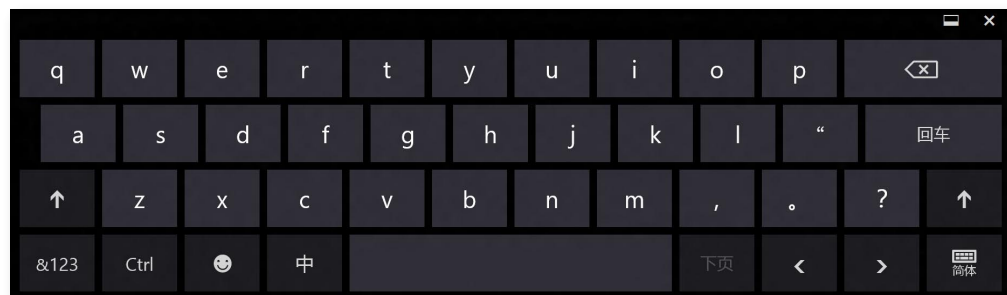 q w e r t y u i o p
a s d f g h j k l “ 回车
z x c v b n m , 。 ?
&123 Ctrl 中 下页 < > 简体